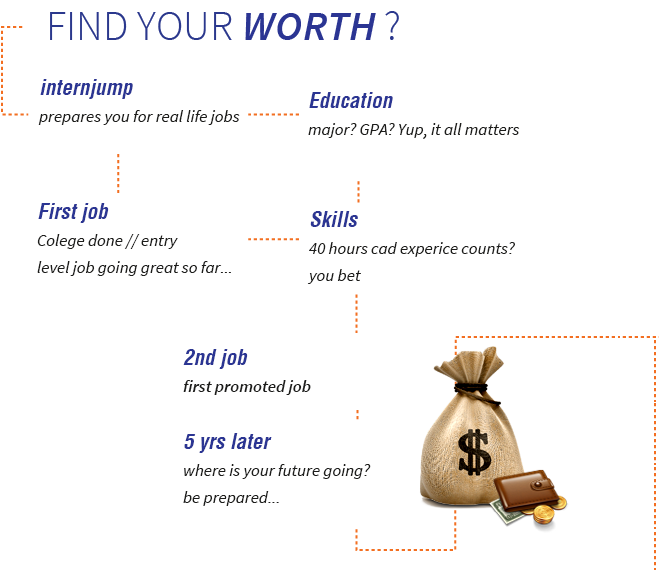 FIND YOUR WORTH ?
internjump
prepares you for real life jobs
Education
major? GPA? Yup, it all matters
First job
Colege done // entry
level job going great so far...
Skills
40 hours cad experice counts?
you bet
2nd job
first promoted job
5 yrs later
where is your future going?
be prepared...
$